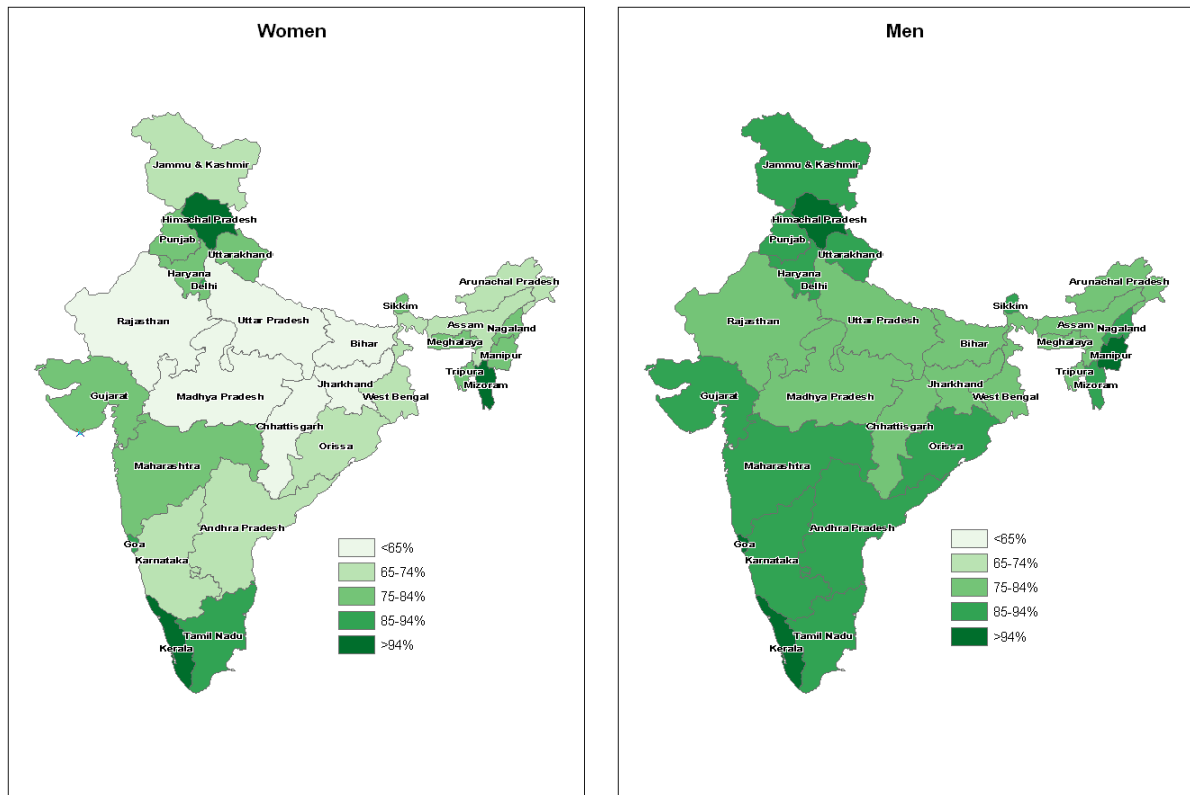 Women
Jammu & Kashmir
Himachal Pradesh
Punjab
Uttarakhand
Haryana
Delhi
Arunachal Pradesh
Sikkim
Rajasthan
Uttar Pradesh
Assam
Nagaland
Bihar
Meghalaya
Manipur
Tripura
Mizoram
Jharkhand
Gujarat
Madhya Pradesh
West Bengal
Chhattisgarh
Orissa
Maharashtra
Andhra Pradesh
Goa
Karnataka
Tamil Nadu
Kerala
<65%
65-74%
75-84%
85-94%
>94%
Men
Jammu & Kashmir
Himachal Pradesh
Punjab
Uttarakhand
Haryana
Delhi
Arunachal Pradesh
Sikkim
Rajasthan
Uttar Pradesh
Assam
Nagaland
Bihar
Meghalaya
Manipur
Tripura
Mizoram
Jharkhand
Gujarat
Madhya Pradesh
West Bengal
Chhattisgarh
Orissa
Maharashtra
Andhra Pradesh
Goa
Karnataka
Tamil Nadu
Kerala
<65%
65-74%
75-84%
85-94%
>94%